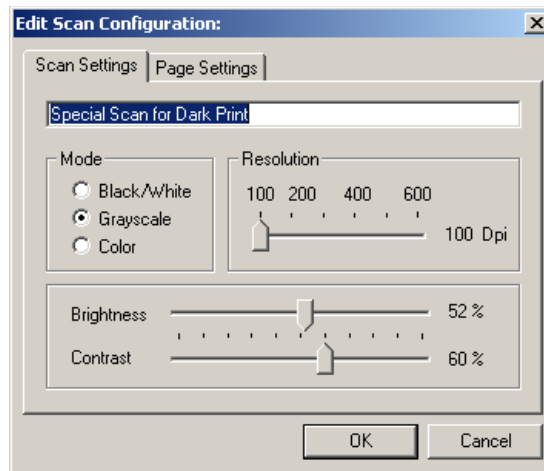 Edit Scan Configuration:
Scan Settings Page Settings
Special Scan for Dark Print
Mode
Black/White
Grayscale
Color
Resolution
100 200 400 600
100 Dpi
Brightness 52 %
Contrast 60 %
OK Cancel